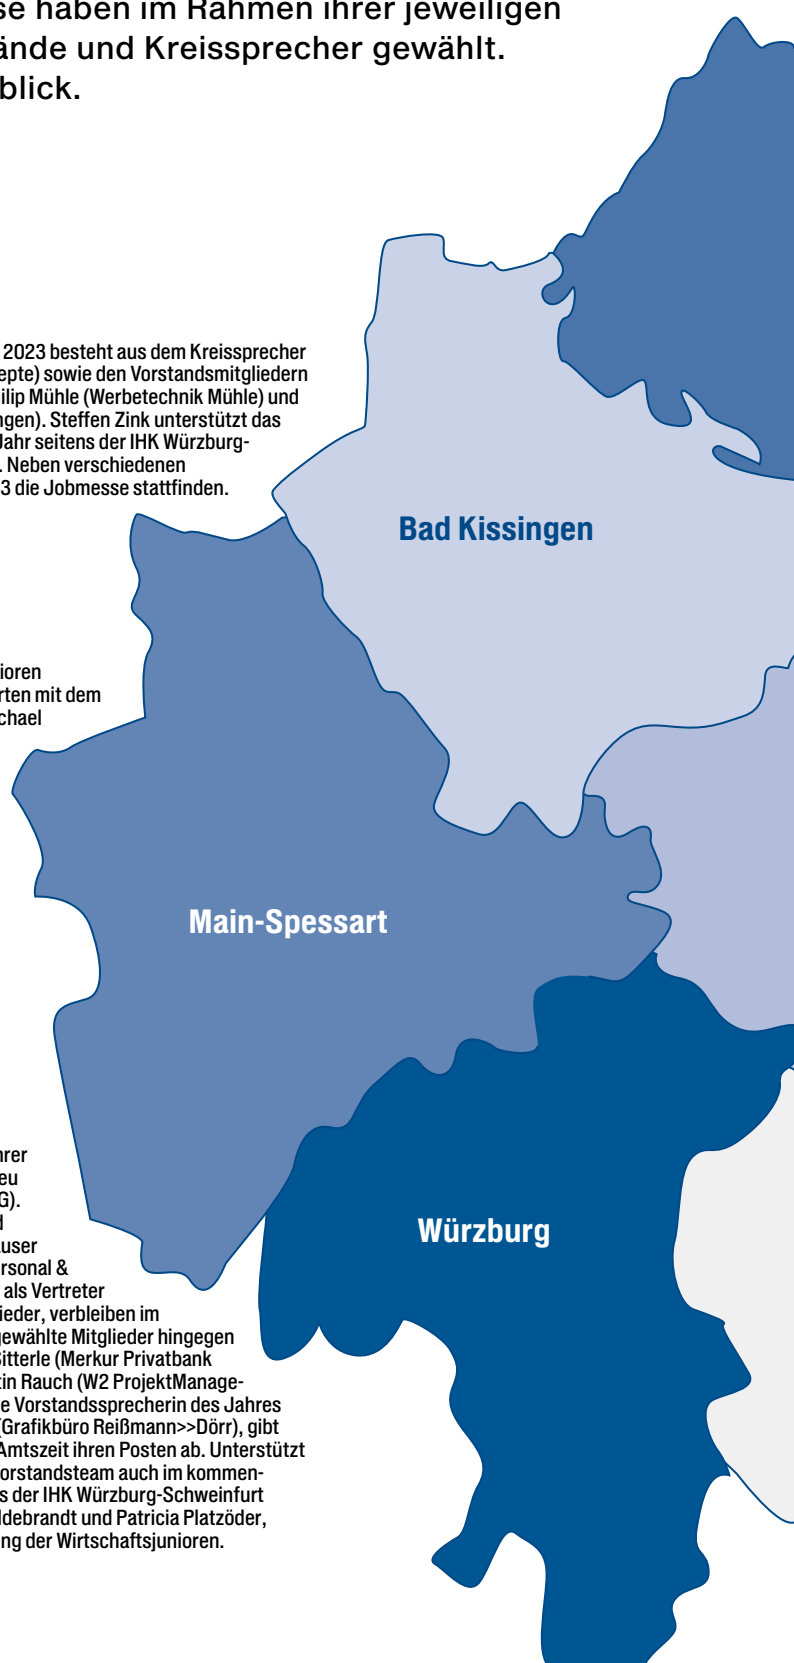 se haben im Rahmen ihrer jeweiligen
ände und Kreissprecher gewählt.
blick.
2023 besteht aus dem Kreissprecher
epte) sowie den Vorstandsmitgliedern
ilip Mühle (Werbetechnik Mühle) und
ngen). Steffen Zink unterstützt das
Jahr seitens der IHK Würzburg-
. Neben verschiedenen
3 die Jobmesse stattfinden.
Bad Kissingen
ioren
rten mit dem
chael
Main-Spessart
hrer
eu
G).
d
user
rsonal &
als Vertreter
ieder, verbleiben im
gewählte Mitglieder hingegen
Sitterle (Merkur Privatbank
tin Rauch (W2 ProjektManage-
e Vorstandssprecherin des Jahres
(Grafikbüro Reißmann>>Dörr), gibt
Amtszeit ihren Posten ab. Unterstützt
orstandsteam auch im kommen-
s der IHK Würzburg-Schweinfurt
ldebrandt und Patricia Platzöder,
ng der Wirtschaftsjunioren.
Würzburg